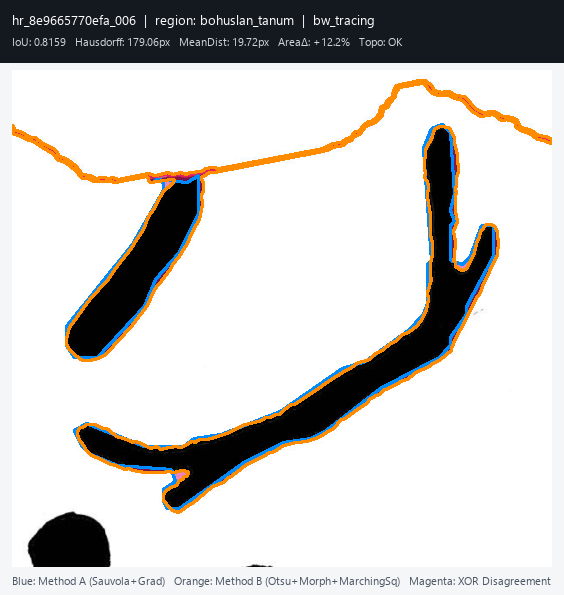 hr_8e9665770efa_006 | region: bohuslan_tanum | bw_tracing
IoU: 0.8159 Hausdorff: 179.06px MeanDist: 19.72px AreaΔ: +12.2% Topo: OK
Blue: Method A (Sauvola+Grad) Orange: Method B (Otsu+Morph+MarchingSq) Magenta: XOR Disagreement